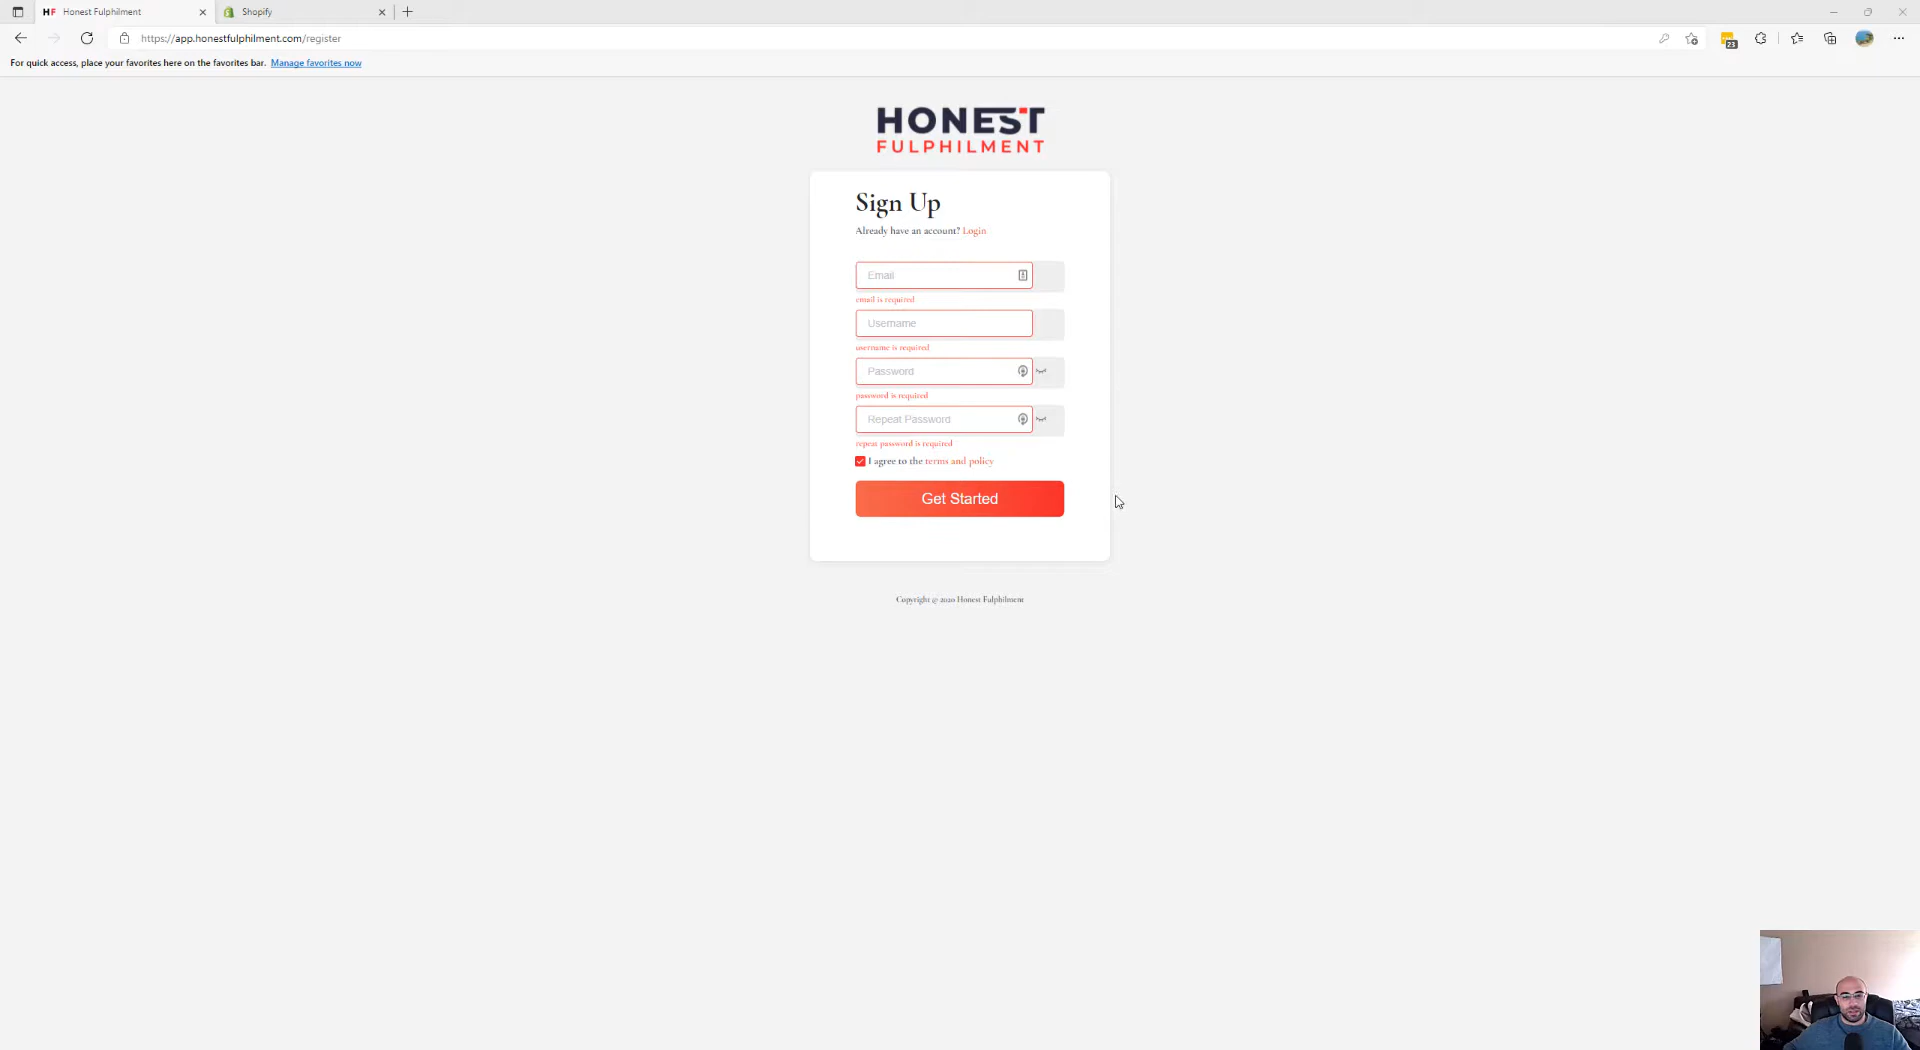 HF Honest Fulphilment
Shopify
https://app.honestfulphilment.com/register
23
For quick access, place your favorites here on the favorites bar. Manage favorites now
HONEST
FULPHILMENT
Sign Up
Already have an account? Login
Email
email is required
Username
username is required
Password
password is required
Repeat Password
repeat password is required
I agree to the terms and policy
Get Started
Copyright @ 2020 Honest Fulphilment